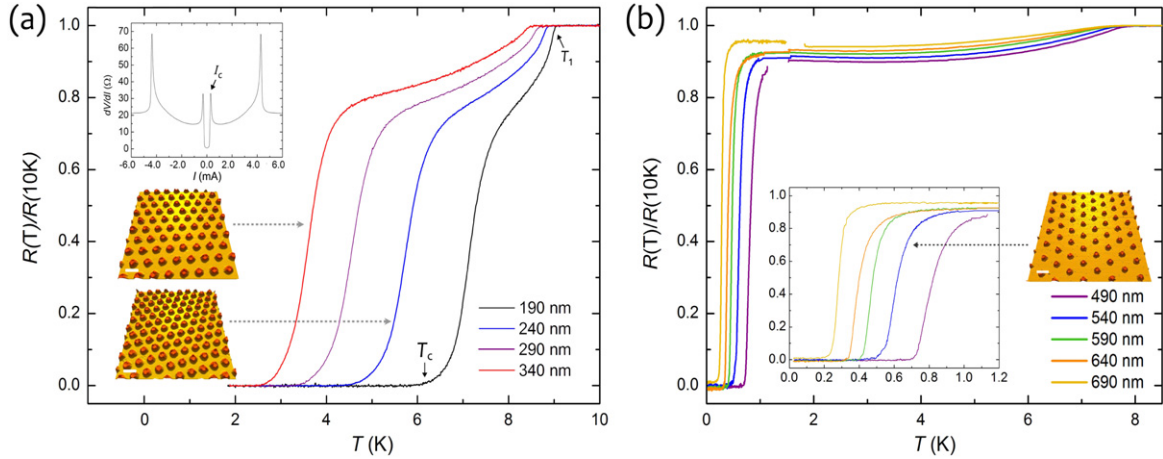 (a)
R(T)/R(10K)
1.0
0.8
0.6
0.4
0.2
0.0
0
2
4
6
8
10
T (K)
dV/dI (Ω)
70
60
50
40
30
20
10
0
-6.0
-4.0
-2.0
0.0
2.0
4.0
6.0
I (mA)
Ic
T1
Tc
190 nm
240 nm
290 nm
340 nm
(b)
R(T)/R(10K)
1.0
0.8
0.6
0.4
0.2
0.0
0
2
4
6
8
T (K)
1.0
0.8
0.6
0.4
0.2
0.0
0.0
0.2
0.4
0.6
0.8
1.0
1.2
490 nm
540 nm
590 nm
640 nm
690 nm